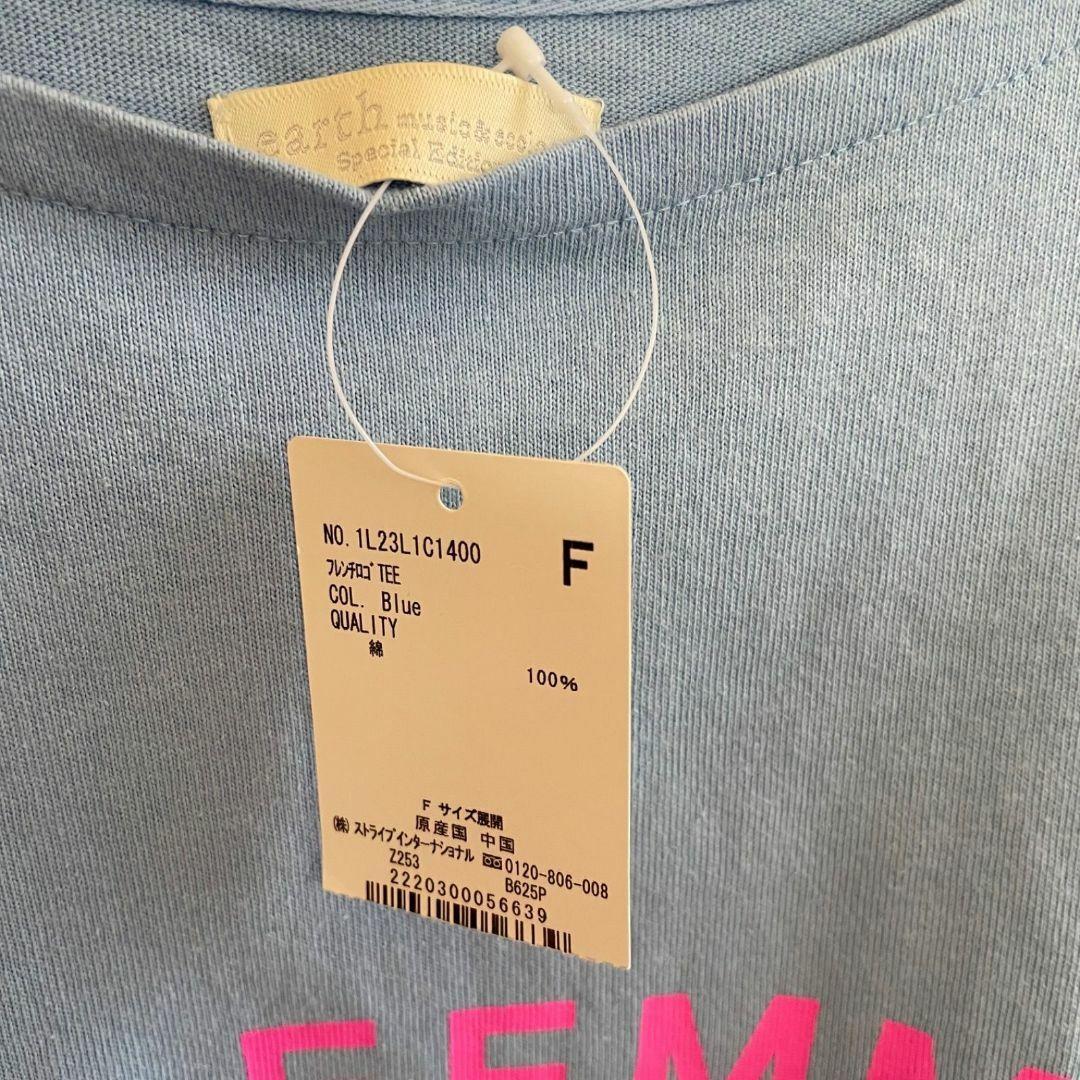 earth music&ecolo
Special Edition
NO. 1L23L1C1400
F
フレンチロゴTEE
COL. Blue
QUALITY
綿
100%
F サイズ展開
原産国 中国
(株) ストライプインターナショナル 0120-806-008
Z253 B625P
2220300056639
FEMM